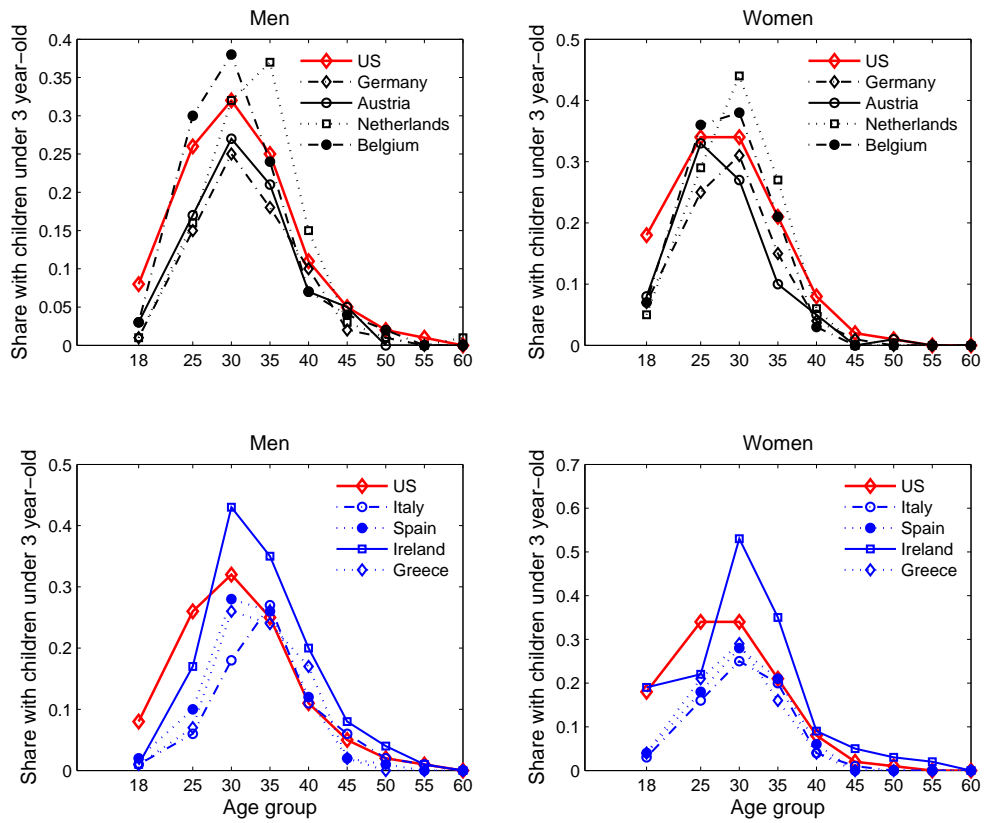 Men
Share with children under 3 year-old
0.4
0.35
0.3
0.25
0.2
0.15
0.1
0.05
0
18 25 30 35 40 45 50 55 60
US
Germany
Austria
Netherlands
Belgium
Women
Share with children under 3 year-old
0.5
0.4
0.3
0.2
0.1
0
18 25 30 35 40 45 50 55 60
US
Germany
Austria
Netherlands
Belgium
Men
Share with children under 3 year-old
0.5
0.4
0.3
0.2
0.1
0
18 25 30 35 40 45 50 55 60
Age group
US
Italy
Spain
Ireland
Greece
Women
Share with children under 3 year-old
0.7
0.6
0.5
0.4
0.3
0.2
0.1
0
18 25 30 35 40 45 50 55 60
Age group
US
Italy
Spain
Ireland
Greece